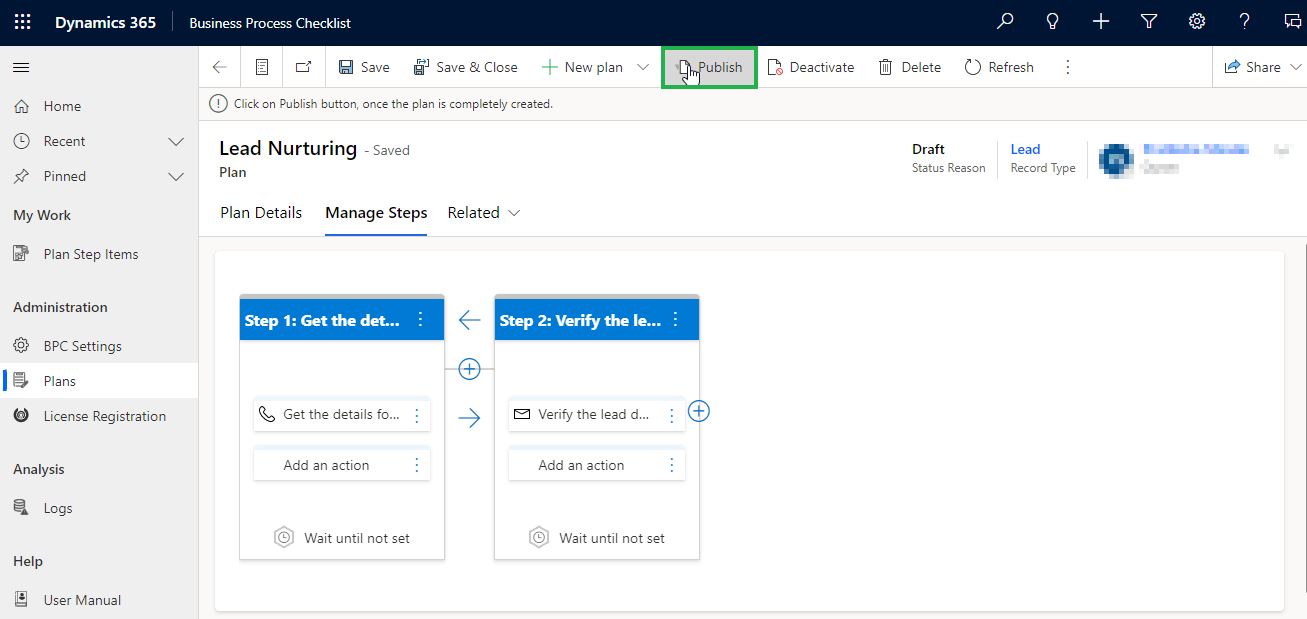 Dynamics 365 Business Process Checklist
Save Save & Close New plan Publish Deactivate Delete Refresh Share
Click on Publish button, once the plan is completely created.
Home
Recent
Pinned
My Work
Plan Step Items
Administration
BPC Settings
Plans
License Registration
Analysis
Logs
Help
User Manual
Lead Nurturing - Saved
Plan
Draft
Status Reason
Lead
Record Type
Plan Details Manage Steps Related
Step 1: Get the det...
Get the details fo...
Add an action
Wait until not set
Step 2: Verify the le...
Verify the lead d...
Add an action
Wait until not set